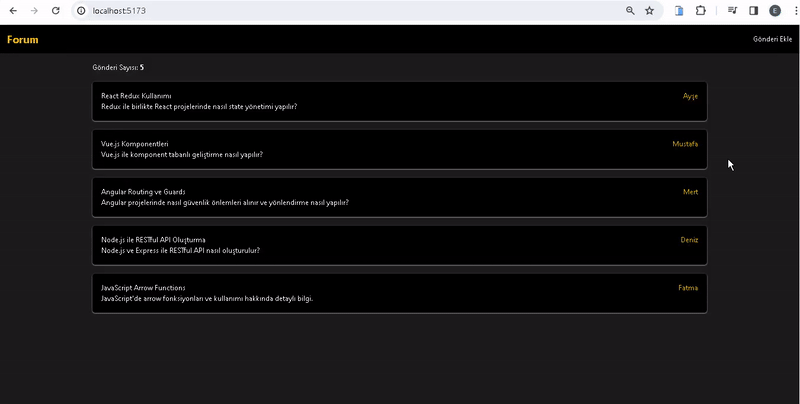 localhost:5173
E
Forum
Gönderi Ekle
Gönderi Sayısı: 5
React Redux Kullanımı
Ayşe
Redux ile birlikte React projelerinde nasıl state yönetimi yapılır?
Vue.js Komponentleri
Mustafa
Vue.js ile komponent tabanlı geliştirme nasıl yapılır?
Angular Routing ve Guards
Mert
Angular projelerinde nasıl güvenlik önlemleri alınır ve yönlendirme nasıl yapılır?
Node.js ile RESTful API Oluşturma
Deniz
Node.js ve Express ile RESTful API nasıl oluşturulur?
JavaScript Arrow Functions
Fatma
JavaScript'de arrow fonksiyonları ve kullanımı hakkında detaylı bilgi.